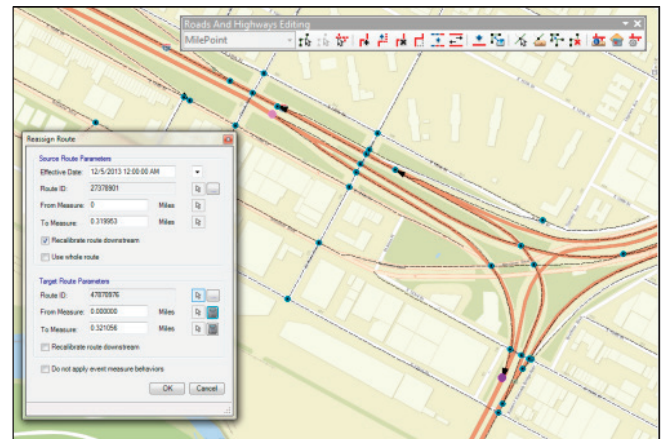 Roads And Highways Editing
MilePoint
Reassign Route
Source Route Parameters
Effective Date: 12/5/2013 12:00:00 AM
Route ID: 27378901
From Measure: 0 Miles
To Measure: 0.319953 Miles
Recalibrate route downstream
Use whole route
Target Route Parameters
Route ID: 47870976
From Measure: 0.000000 Miles
To Measure: 0.321056 Miles
Recalibrate route downstream
Do not apply event measure behaviors
OK Cancel